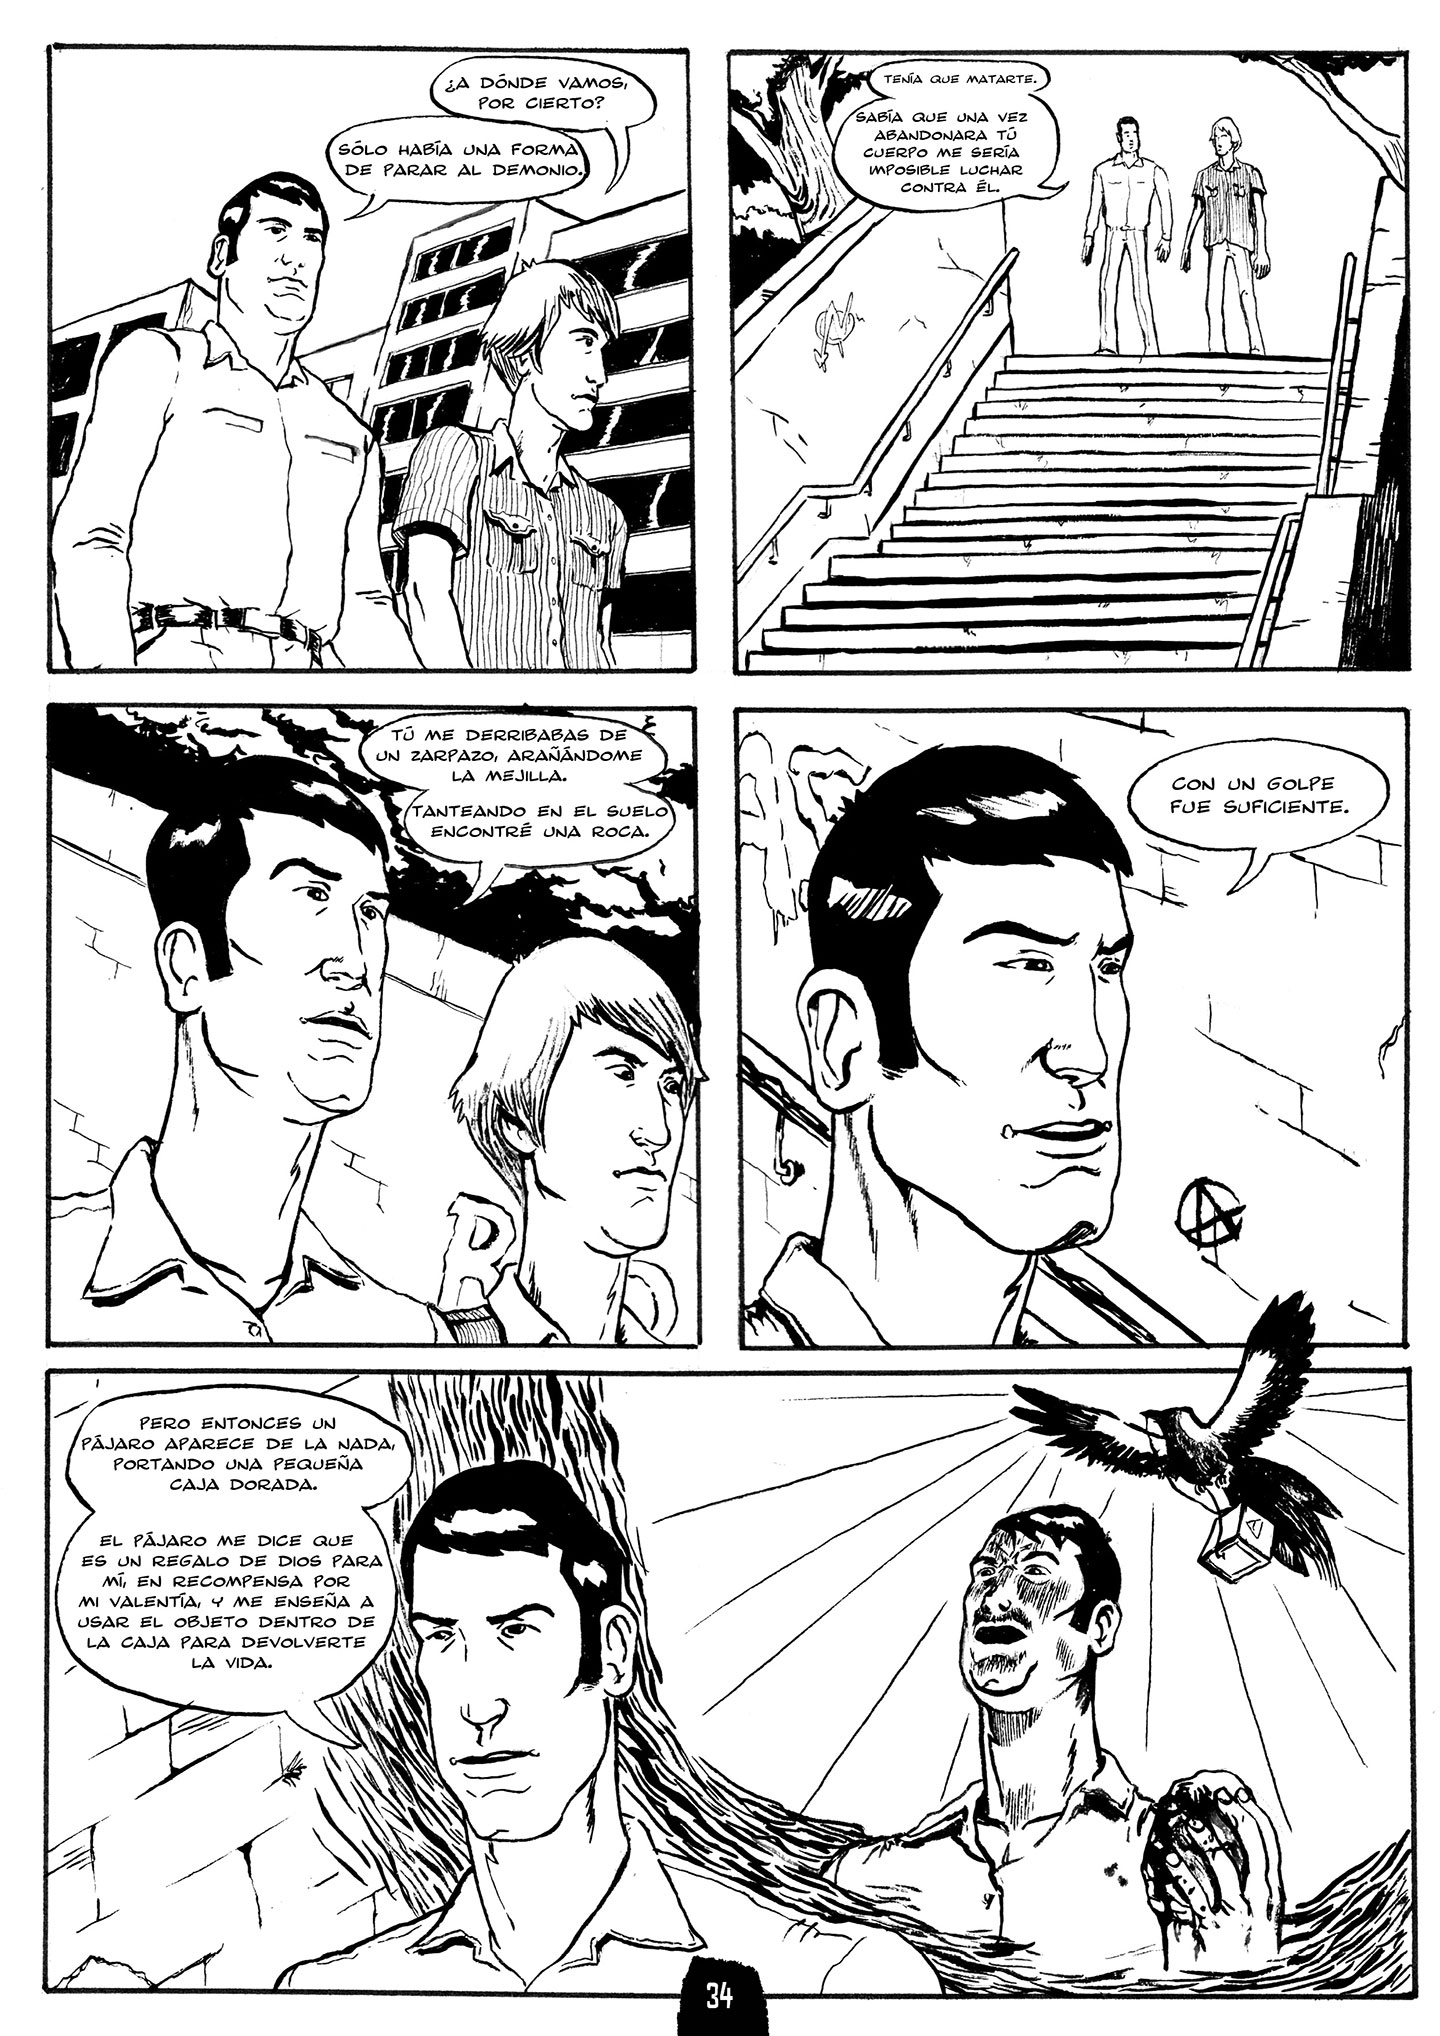 ¿A DÓNDE VAMOS,
POR CIERTO?
SÓLO HABÍA UNA FORMA
DE PARAR AL DEMONIO.
TENÍA QUE MATARTE.
SABÍA QUE UNA VEZ
ABANDONARA TÚ
CUERPO ME SERÍA
IMPOSIBLE LUCHAR
CONTRA ÉL.
TÚ ME DERRIBABAS DE
UN ZARPAZO, ARAÑÁNDOME
LA MEJILLA.
TANTEANDO EN EL SUELO
ENCONTRÉ UNA ROCA.
CON UN GOLPE
FUE SUFICIENTE.
PERO ENTONCES UN
PÁJARO APARECE DE LA NADA,
PORTANDO UNA PEQUEÑA
CAJA DORADA.
EL PÁJARO ME DICE QUE
ES UN REGALO DE DIOS PARA
MÍ, EN RECOMPENSA POR
MI VALENTÍA, Y ME ENSEÑA A
USAR EL OBJETO DENTRO DE
LA CAJA PARA DEVOLVERTE
LA VIDA.
34